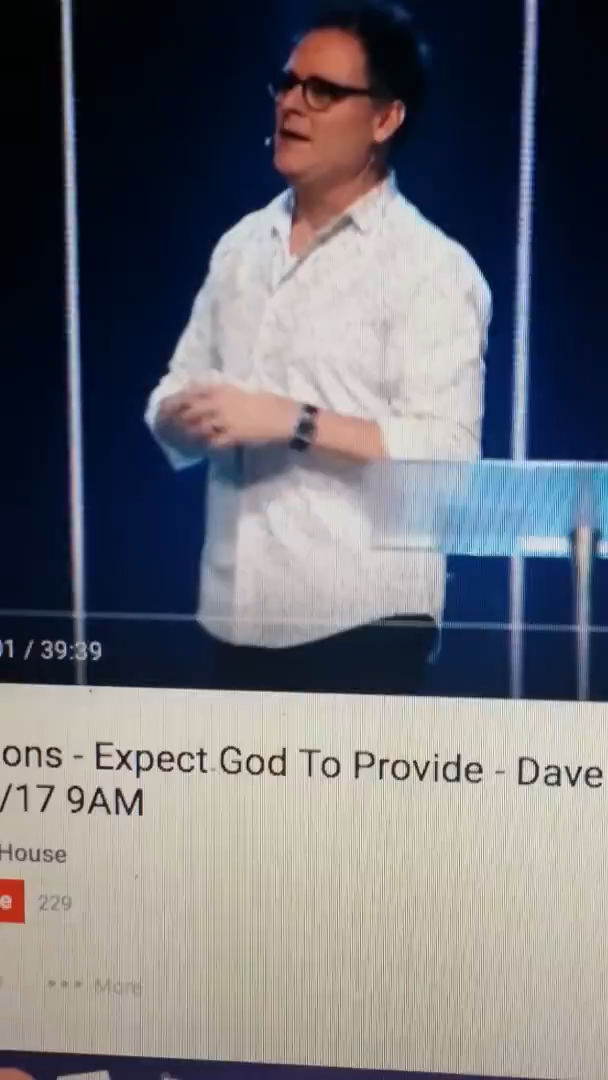 01 / 39:39
ons - Expect God To Provide - Dave
/17 9AM
House
e 229
••• More